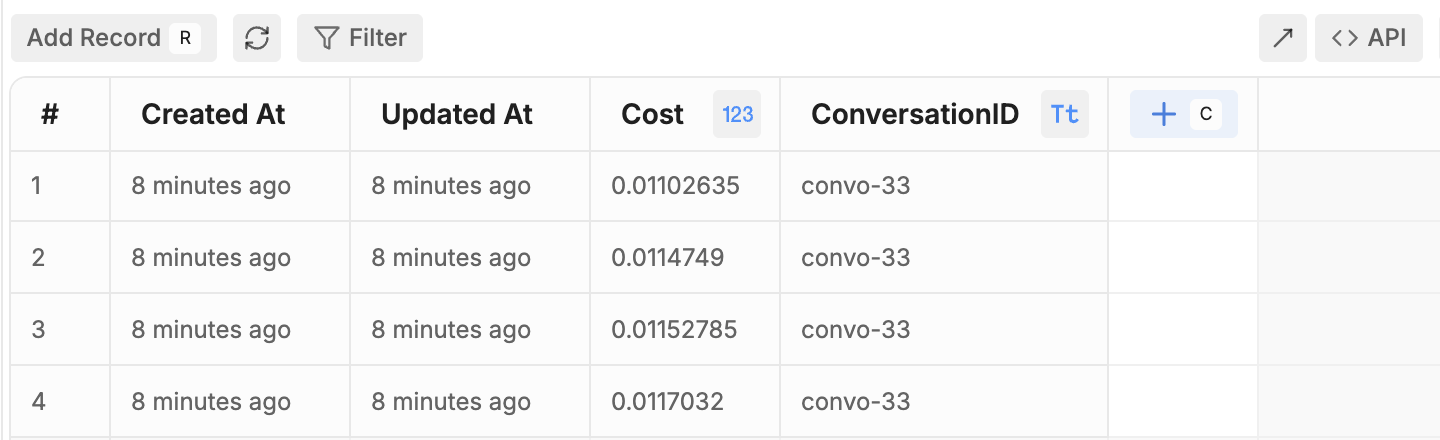 Add Record R Filter <> API
# Created At Updated At Cost 123 ConversationID Tt + C
1 8 minutes ago 8 minutes ago 0.01102635 convo-33
2 8 minutes ago 8 minutes ago 0.0114749 convo-33
3 8 minutes ago 8 minutes ago 0.01152785 convo-33
4 8 minutes ago 8 minutes ago 0.0117032 convo-33